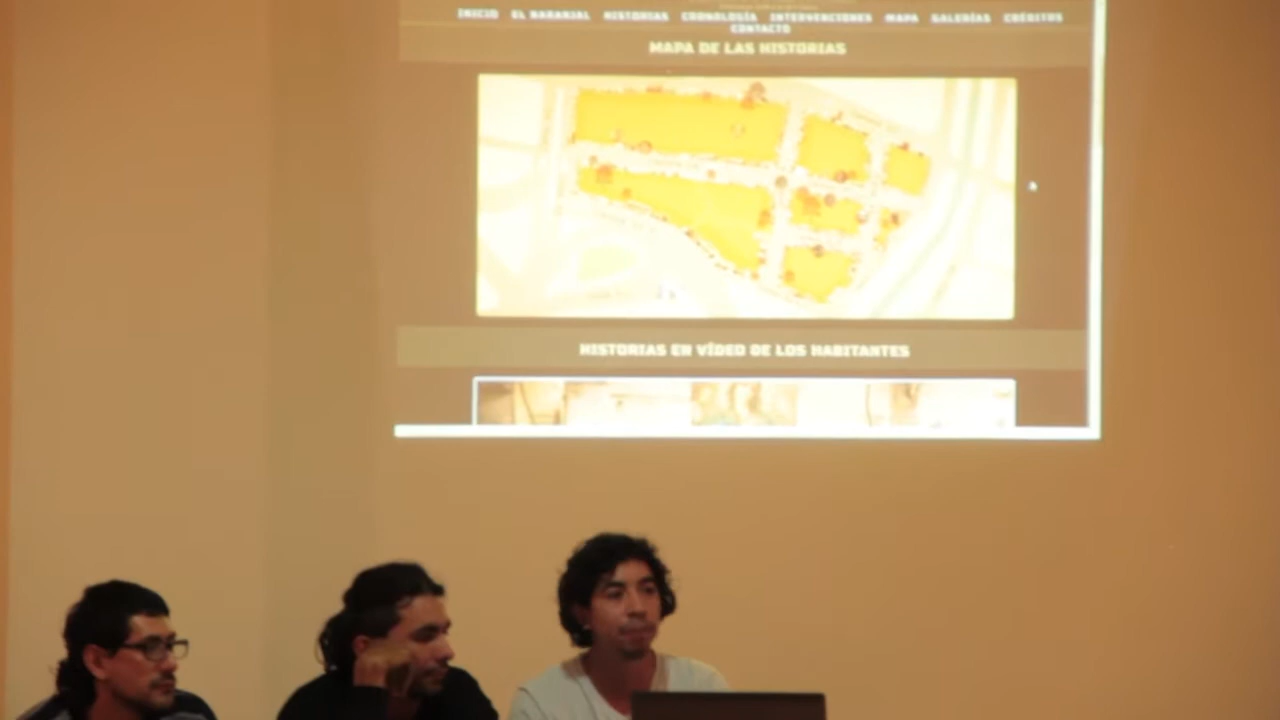 INICIO EL NARANJAL HISTORIAS CRONOLOGÍA INTERVENCIONES MAPA GALERÍAS CRÉDITOS
CONTACTO
MAPA DE LAS HISTORIAS
HISTORIAS EN VÍDEO DE LOS HABITANTES